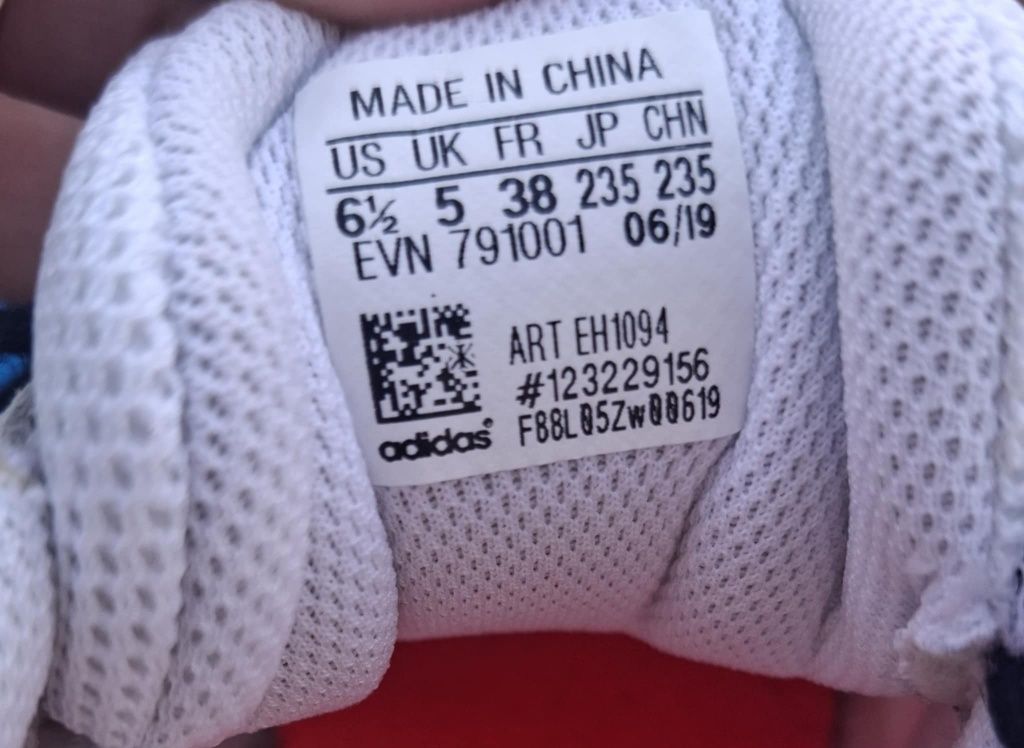 MADE IN CHINA
US UK FR JP CHN
6½ 5 38 235 235
EVN 791001 06/19
ART EH1094
#123229156
F88L05Zw00619
adidas